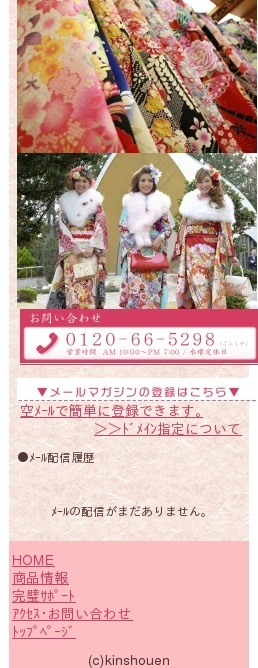 お問い合わせ
0120-66-5298(ごふくや)
営業時間 AM 10:00~PM 7:00 / 水曜定休日
▼メールマガジンの登録はこちら▼
空ﾒｰﾙで簡単に登録できます。
>>ﾄﾞﾒｲﾝ指定について
●ﾒｰﾙ配信履歴
ﾒｰﾙの配信がまだありません。
HOME
商品情報
完璧ｻﾎﾟｰﾄ
ｱｸｾｽ･お問い合わせ
ﾄｯﾌﾟﾍﾟｰｼﾞ
(c)kinshouen